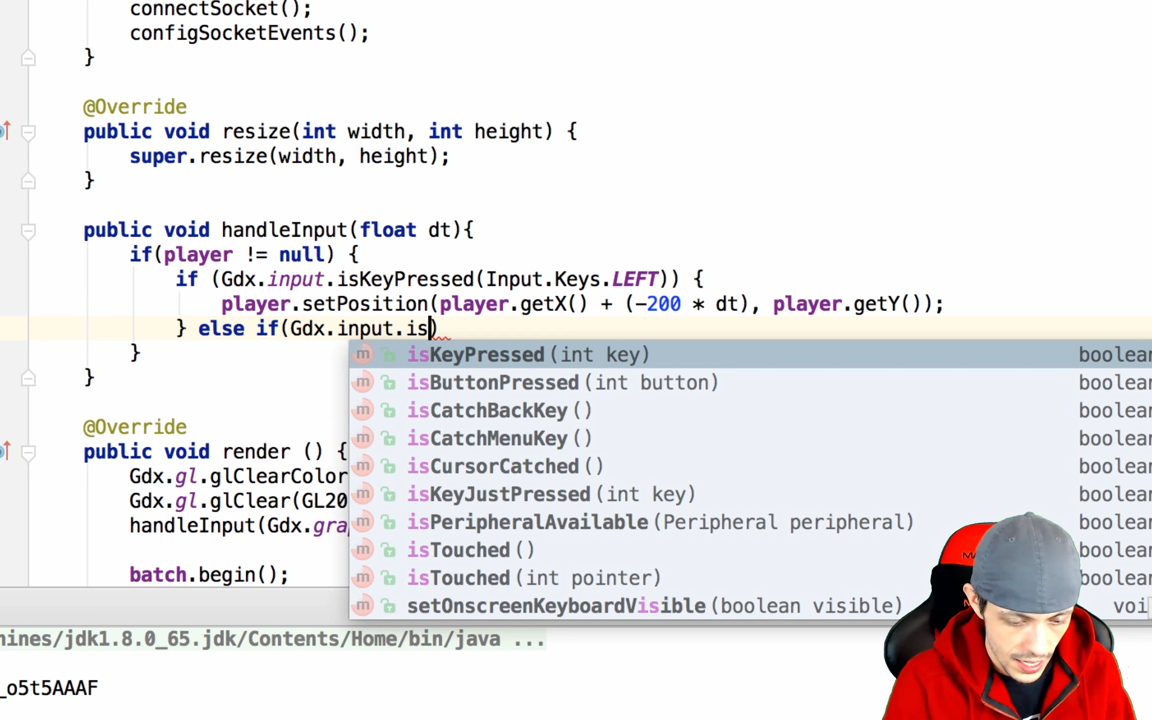 connectSocket();
configSocketEvents();
}
@Override
public void resize(int width, int height) {
super.resize(width, height);
}
public void handleInput(float dt){
if(player != null) {
if (Gdx.input.isKeyPressed(Input.Keys.LEFT)) {
player.setPosition(player.getX() + (-200 * dt), player.getY());
} else if(Gdx.input.is)
}
isKeyPressed(int key) boolean
isButtonPressed(int button) boolean
isCatchBackKey() boolean
isCatchMenuKey() boolean
isCursorCatched() boolean
isKeyJustPressed(int key) boolean
isPeripheralAvailable(Peripheral peripheral) boolean
isTouched() boolean
isTouched(int pointer) boolean
setOnscreenKeyboardVisible(boolean visible) voi
}
@Override
public void render () {
Gdx.gl.glClearColor
Gdx.gl.glClear(GL20
handleInput(Gdx.gra
batch.begin();
nines/jdk1.8.0_65.jdk/Contents/Home/bin/java ...
_o5t5AAAF